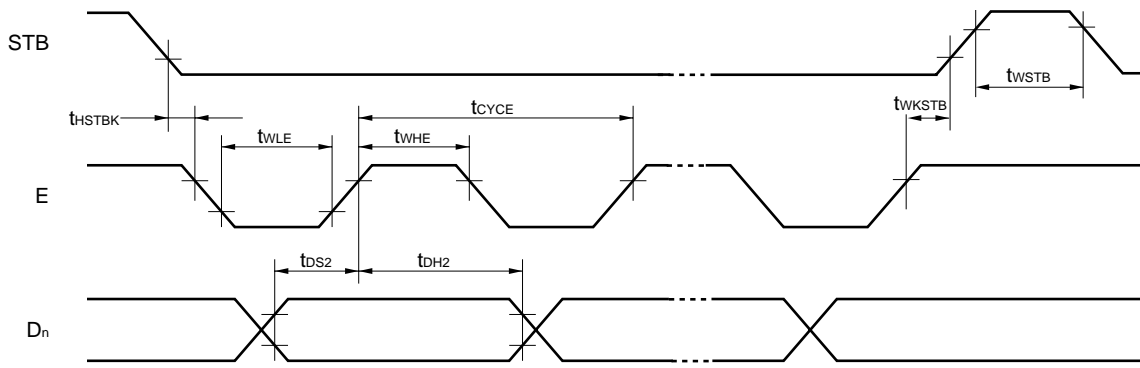 STB
tHSTBK
tWLE
tWHE
tCYCE
tWKSTB
tWSTB
E
tDS2
tDH2
Dn